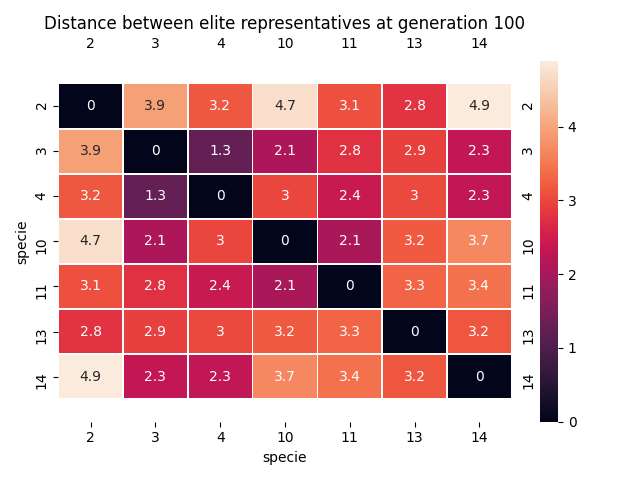 Distance between elite representatives at generation 100
2 3 4 10 11 13 14
2 0 3.9 3.2 4.7 3.1 2.8 4.9 2
3 3.9 0 1.3 2.1 2.8 2.9 2.3 3
4 3.2 1.3 0 3 2.4 3 2.3 4
10 4.7 2.1 3 0 2.1 3.2 3.7 10
11 3.1 2.8 2.4 2.1 0 3.3 3.4 11
13 2.8 2.9 3 3.2 3.3 0 3.2 13
14 4.9 2.3 2.3 3.7 3.4 3.2 0 14
2 3 4 10 11 13 14
specie
specie
4
3
2
1
0